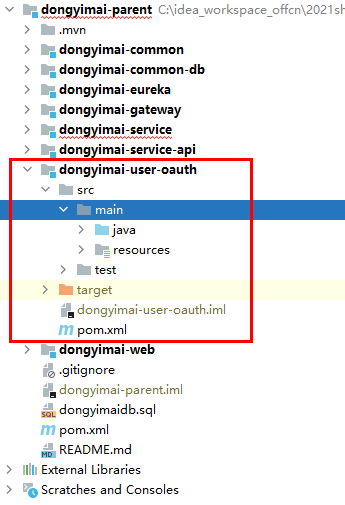 dongyimai-parent C:\idea_workspace_offcn\2021sh
.mvn
dongyimai-common
dongyimai-common-db
dongyimai-eureka
dongyimai-gateway
dongyimai-service
dongyimai-service-api
dongyimai-user-oauth
src
main
java
resources
test
target
dongyimai-user-oauth.iml
pom.xml
dongyimai-web
.gitignore
dongyimai-parent.iml
dongyimaidb.sql
pom.xml
README.md
External Libraries
Scratches and Consoles